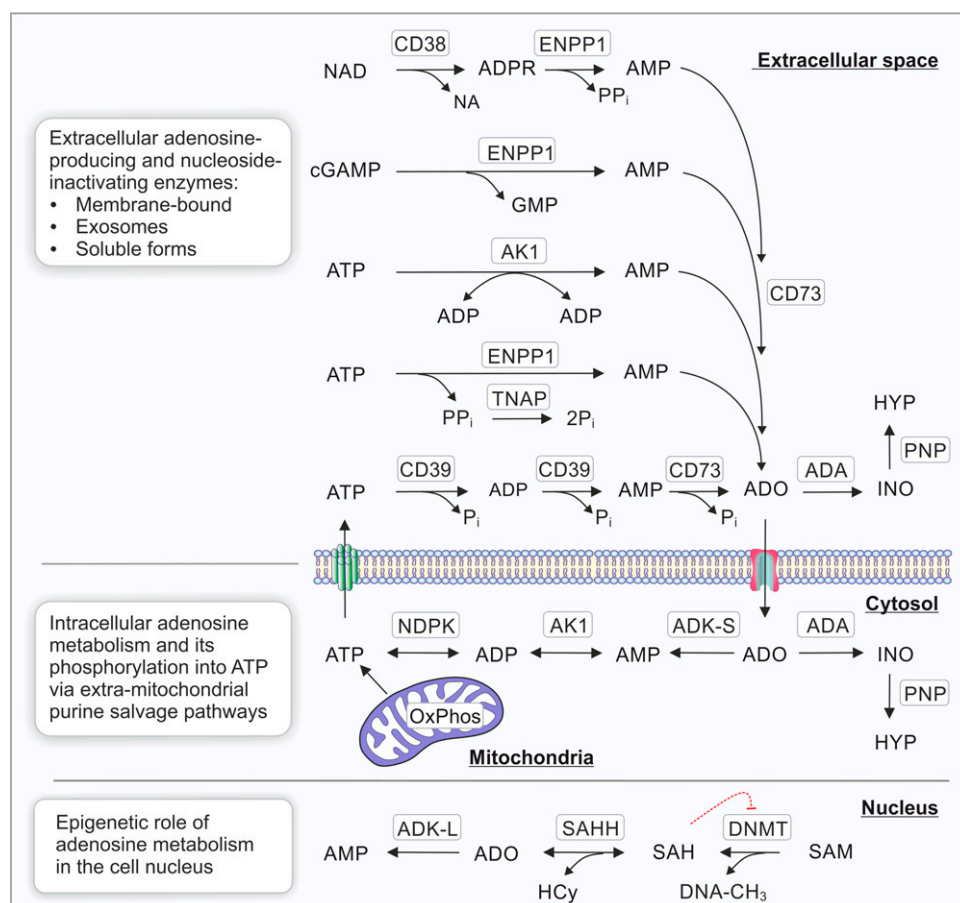 CD38 ENPP1
Extracellular space
NAD ADPR AMP
NA PPi
Extracellular adenosine-
producing and nucleoside-
inactivating enzymes:
• Membrane-bound
• Exosomes
• Soluble forms
ENPP1
cGAMP AMP
GMP
AK1
ATP AMP
CD73
ADP ADP
ENPP1
ATP AMP
TNAP
PPi 2Pi
HYP
PNP
CD39 CD39 CD73 ADA
ATP ADP AMP ADO INO
Pi Pi Pi
Cytosol
Intracellular adenosine
metabolism and its
phosphorylation into ATP
via extra-mitochondrial
purine salvage pathways
NDPK AK1 ADK-S ADA
ATP ADP AMP ADO INO
PNP
OxPhos
HYP
Mitochondria
Nucleus
Epigenetic role of
adenosine metabolism
in the cell nucleus
ADK-L SAHH DNMT
AMP ADO SAH SAM
HCy DNA-CH3